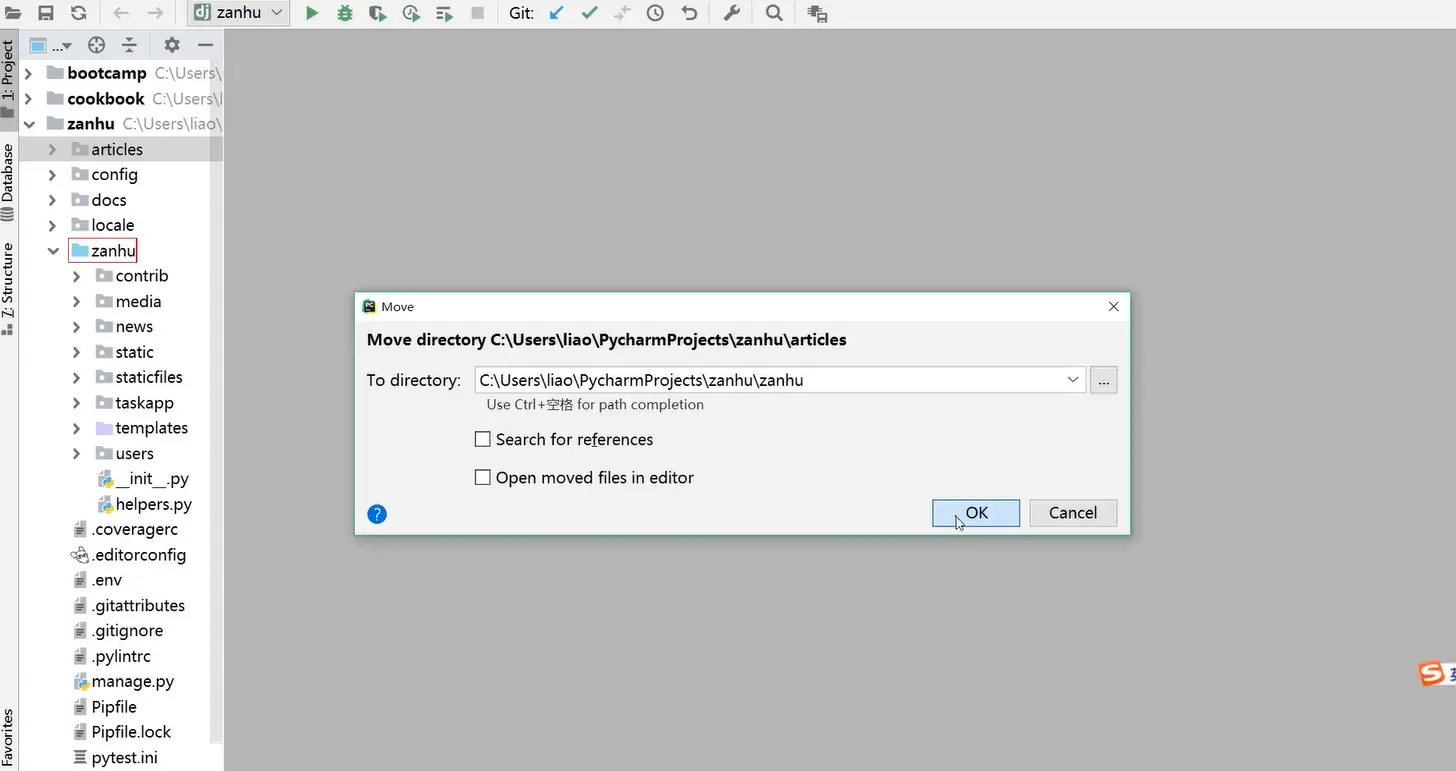 dj zanhu
Git:
1: Project
Database
Z: Structure
Favorites
...
bootcamp C:\Users\
cookbook C:\Users\l
zanhu C:\Users\liao\
articles
config
docs
locale
zanhu
contrib
media
news
static
staticfiles
taskapp
templates
users
__init__.py
helpers.py
.coveragerc
.editorconfig
.env
.gitattributes
.gitignore
.pylintrc
manage.py
Pipfile
Pipfile.lock
pytest.ini
PC Move
Move directory C:\Users\liao\PycharmProjects\zanhu\articles
To directory: C:\Users\liao\PycharmProjects\zanhu\zanhu
...
Use Ctrl+空格 for path completion
Search for references
Open moved files in editor
?
OK
Cancel
S